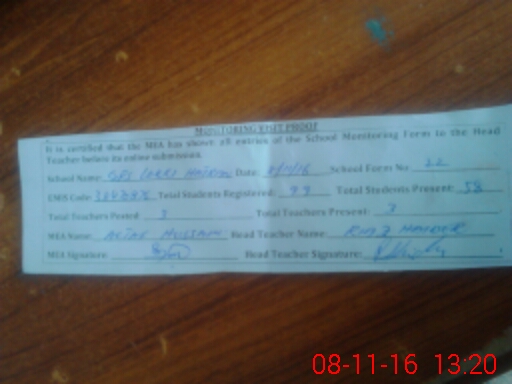 MONITORING VISIT PROOF
It is certified that the MEA has shown all entries of the School Monitoring Form to the Head
Teacher before its online submission.
School Name: GPS Date: School Form No. 22
EMIS Code: Total Students Registered: 99 Total Students Present: 58
Total Teachers Posted: 3 Total Teachers Present: 3
MEA Name: HUSSAIN Head Teacher Name:
MEA Signature: Head Teacher Signature:
08-11-16 13:20